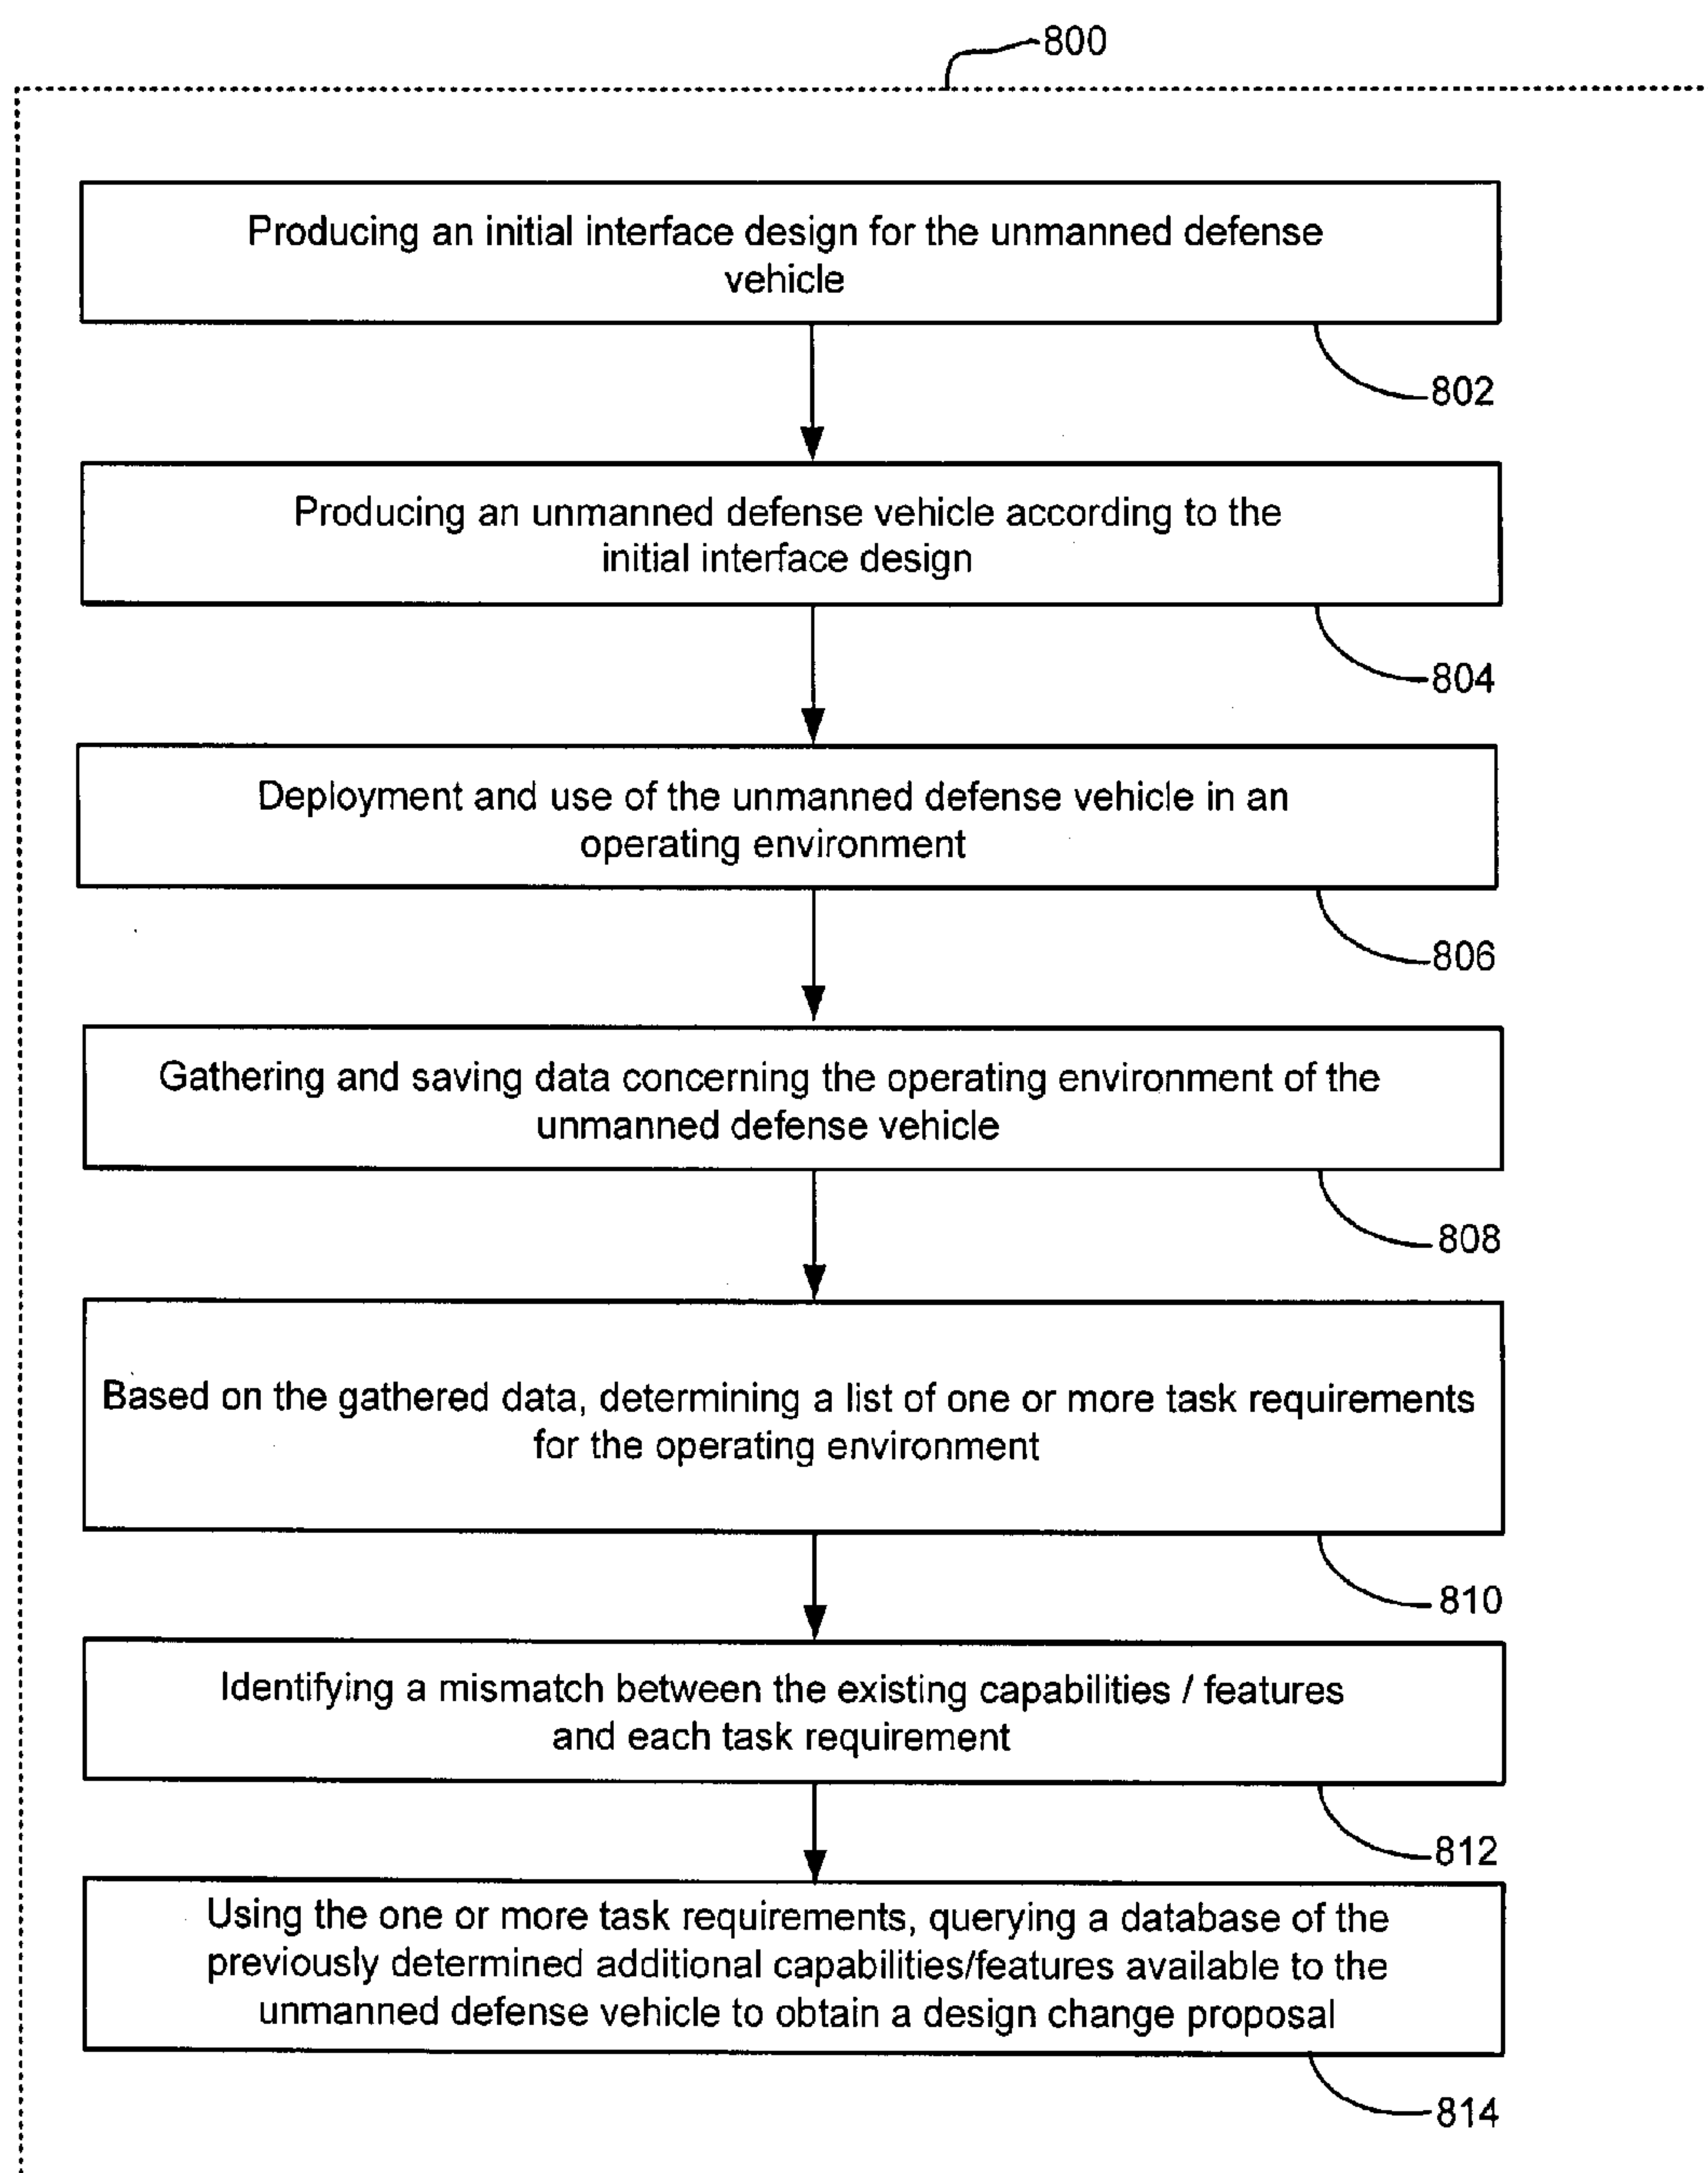 800
Producing an initial interface design for the unmanned defense
vehicle
802
Producing an unmanned defense vehicle according to the
initial interface design
804
Deployment and use of the unmanned defense vehicle in an
operating environment
806
Gathering and saving data concerning the operating environment of the
unmanned defense vehicle
808
Based on the gathered data, determining a list of one or more task requirements
for the operating environment
810
Identifying a mismatch between the existing capabilities / features
and each task requirement
812
Using the one or more task requirements, querying a database of the
previously determined additional capabilities/features available to the
unmanned defense vehicle to obtain a design change proposal
814